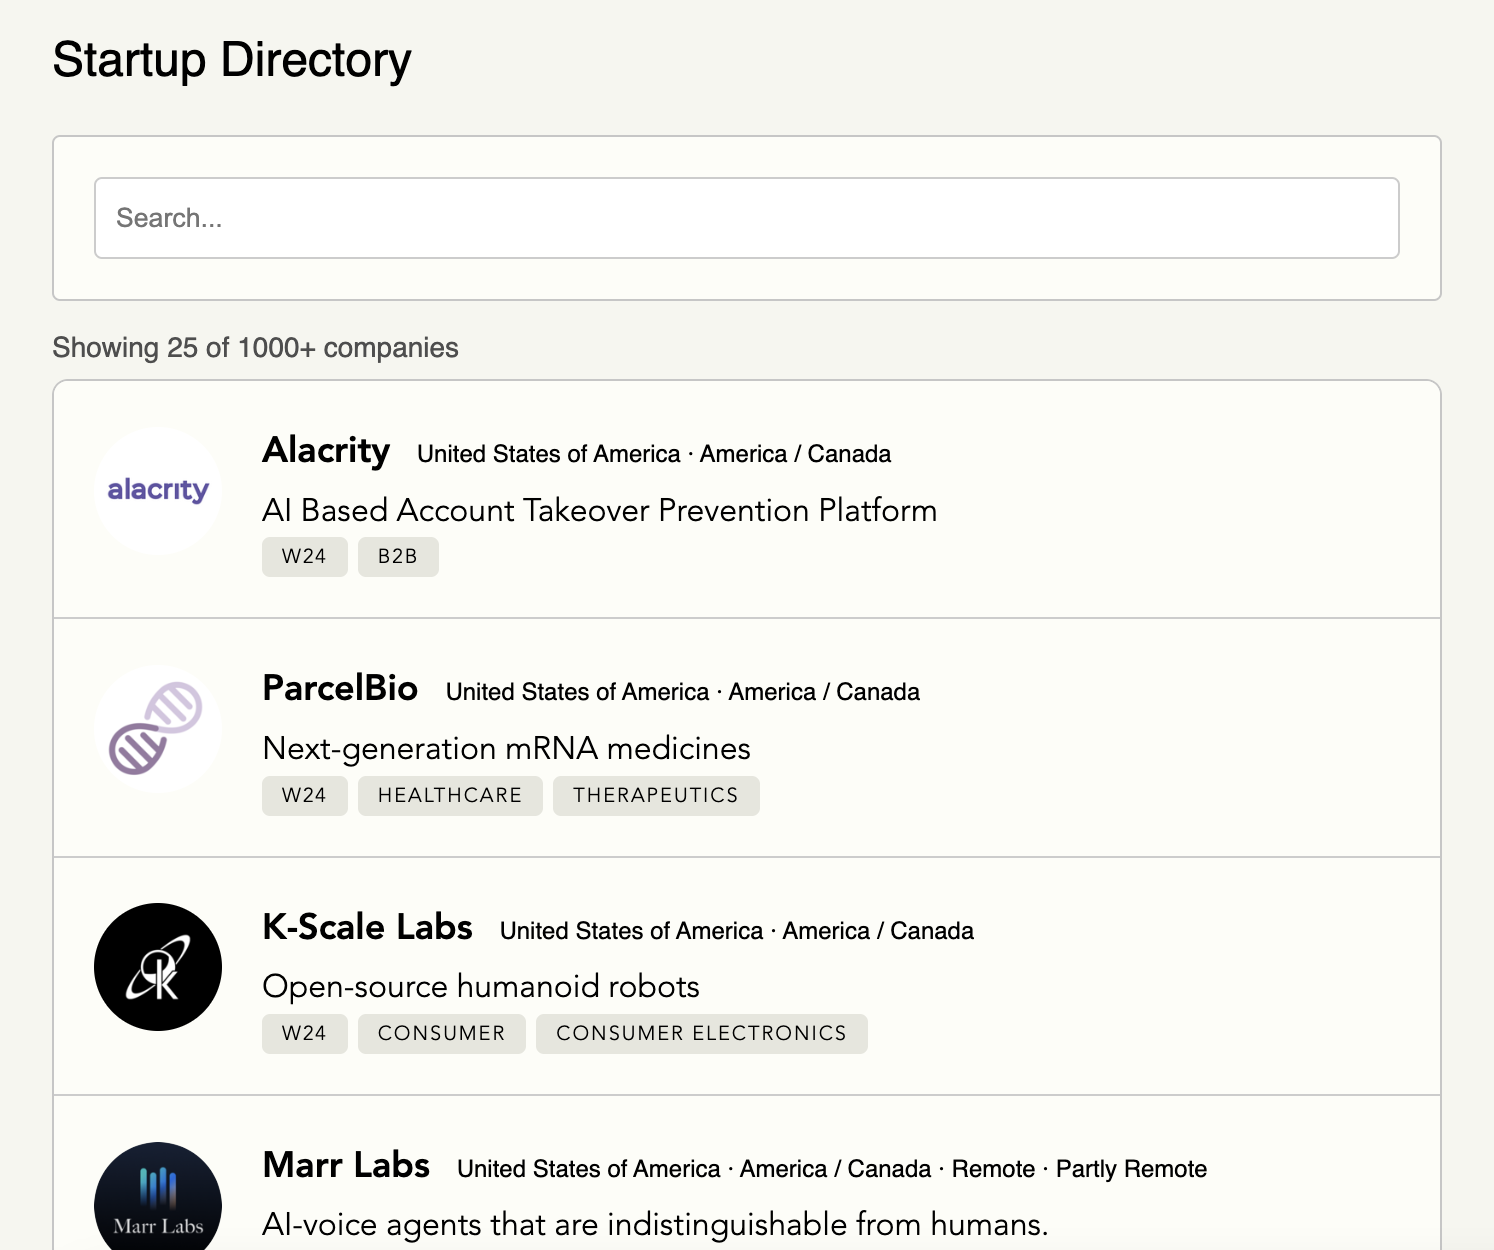 Startup Directory
Search...
Showing 25 of 1000+ companies
alacrity
Alacrity United States of America · America / Canada
AI Based Account Takeover Prevention Platform
W24 B2B
ParcelBio United States of America · America / Canada
Next-generation mRNA medicines
W24 HEALTHCARE THERAPEUTICS
K
K-Scale Labs United States of America · America / Canada
Open-source humanoid robots
W24 CONSUMER CONSUMER ELECTRONICS
Marr Labs
Marr Labs United States of America · America / Canada · Remote · Partly Remote
AI-voice agents that are indistinguishable from humans.